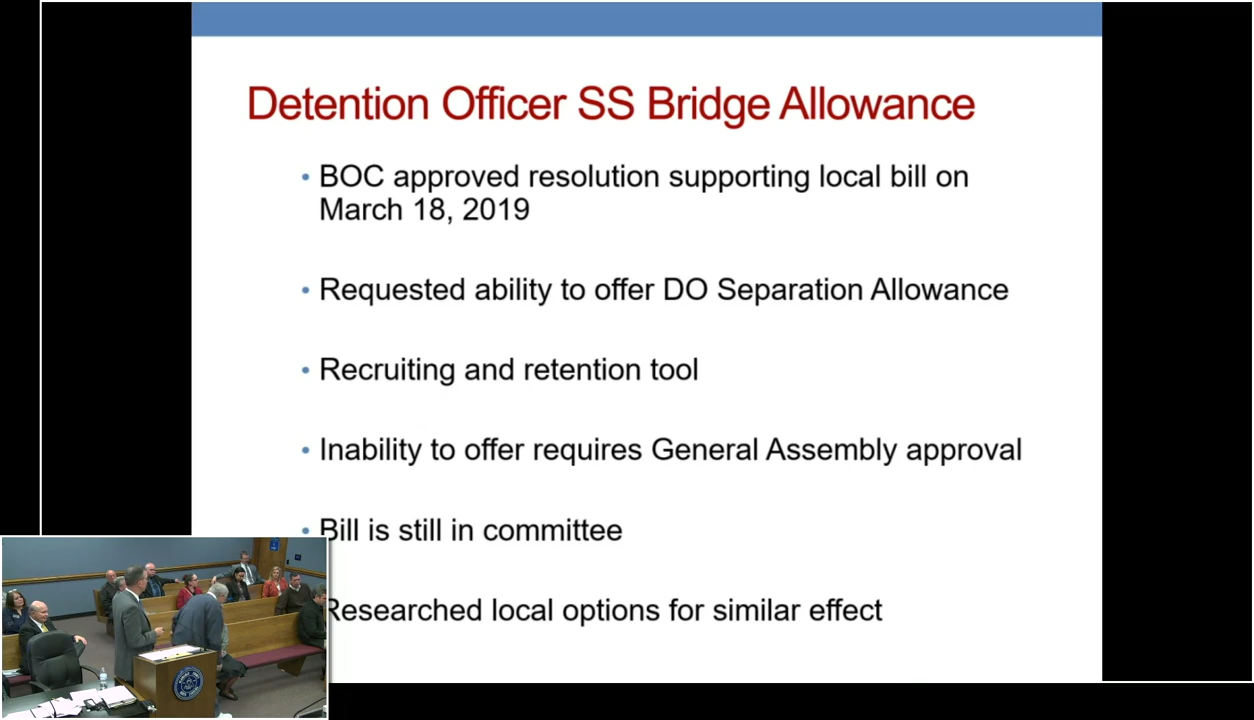 Detention Officer SS Bridge Allowance
• BOC approved resolution supporting local bill on
March 18, 2019
• Requested ability to offer DO Separation Allowance
• Recruiting and retention tool
• Inability to offer requires General Assembly approval
• Bill is still in committee
Researched local options for similar effect